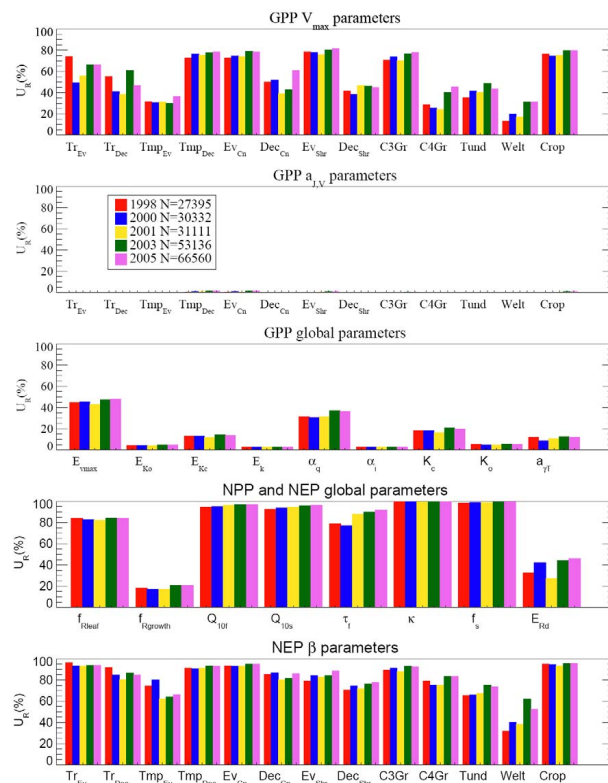 GPP Vmax parameters
100
80
60
40
20
0
UR(%)
TrEv TrDec TmpEv TmpDec EvCn DecCn EvShr DecShr C3Gr C4Gr Tund Welt Crop
GPP aJ,V parameters
100
80
60
40
20
0
UR(%)
1998 N=27395
2000 N=30332
2001 N=31111
2003 N=53136
2005 N=66560
TrEv TrDec TmpEv TmpDec EvCn DecCn EvShr DecShr C3Gr C4Gr Tund Welt Crop
GPP global parameters
100
80
60
40
20
0
UR(%)
Evmax EKo EKc Ek αq αi Kc Ko aγf
NPP and NEP global parameters
100
80
60
40
20
0
UR(%)
fRleaf fRgrowth Q10f Q10s τf κ fs ERd
NEP β parameters
100
80
60
40
20
0
UR(%)
TrEv TrDec TmpEv TmpDec EvCn DecCn EvShr DecShr C3Gr C4Gr Tund Welt Crop